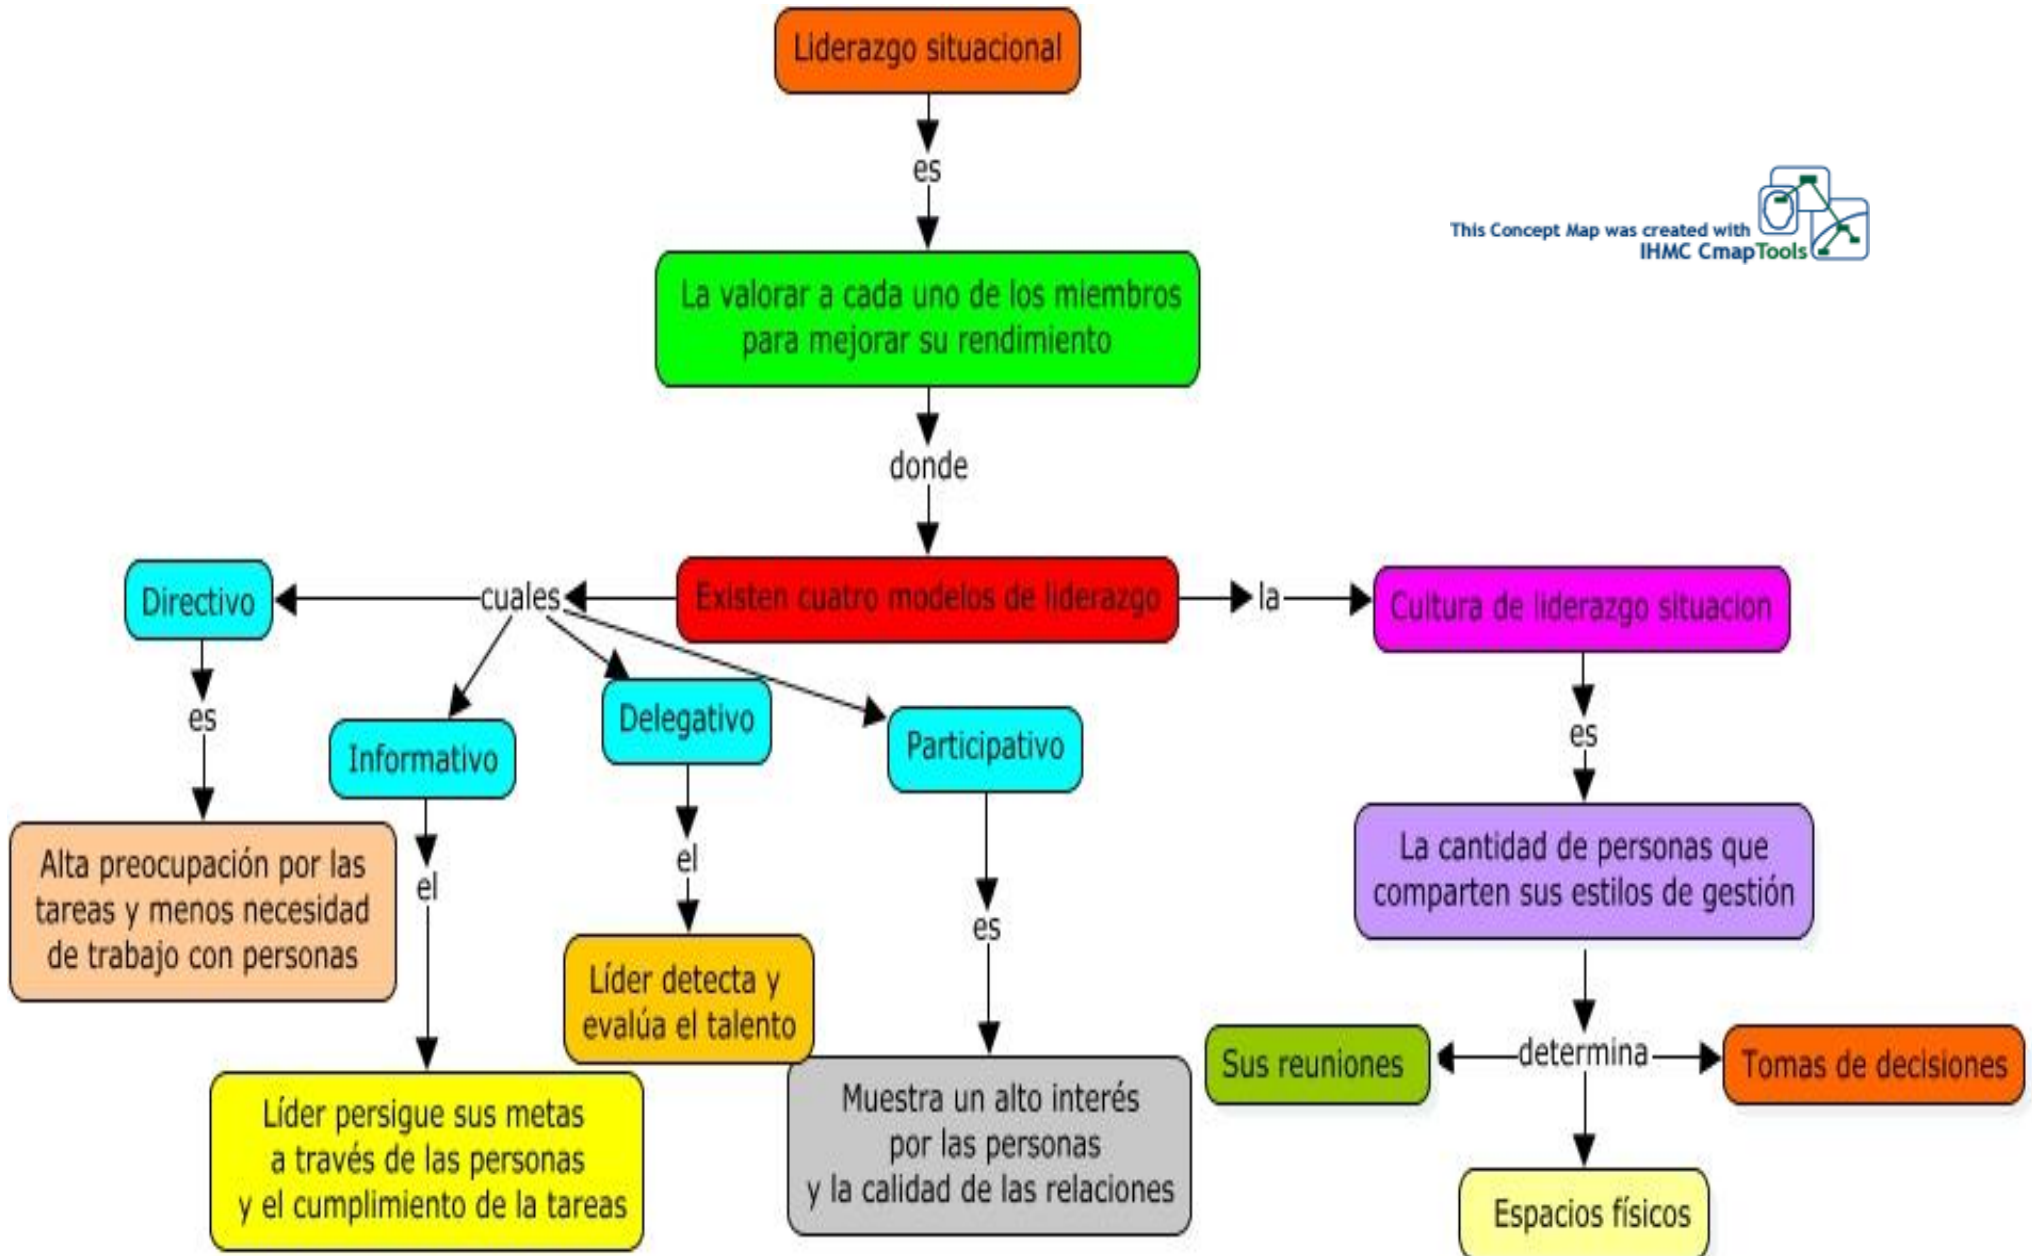 Liderazgo situacional
es
This Concept Map was created with
IHMC CmapTools
La valorar a cada uno de los miembros
para mejorar su rendimiento
donde
Existen cuatro modelos de liderazgo
cuales
Directivo
es
Alta preocupación por las
tareas y menos necesidad
de trabajo con personas
Informativo
el
Líder persigue sus metas
a través de las personas
y el cumplimiento de la tareas
Delegativo
el
Líder detecta y
evalúa el talento
Participativo
es
Muestra un alto interés
por las personas
y la calidad de las relaciones
la
Cultura de liderazgo situacion
es
La cantidad de personas que
comparten sus estilos de gestión
determina
Sus reuniones
Tomas de decisiones
Espacios físicos